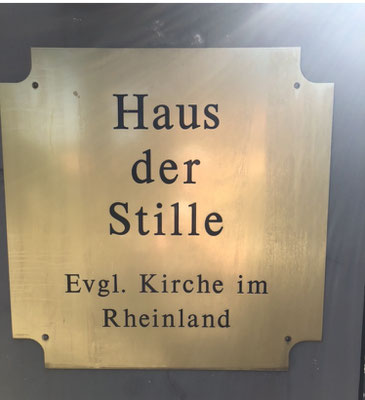 Haus
der
Stille
Evgl. Kirche im
Rheinland